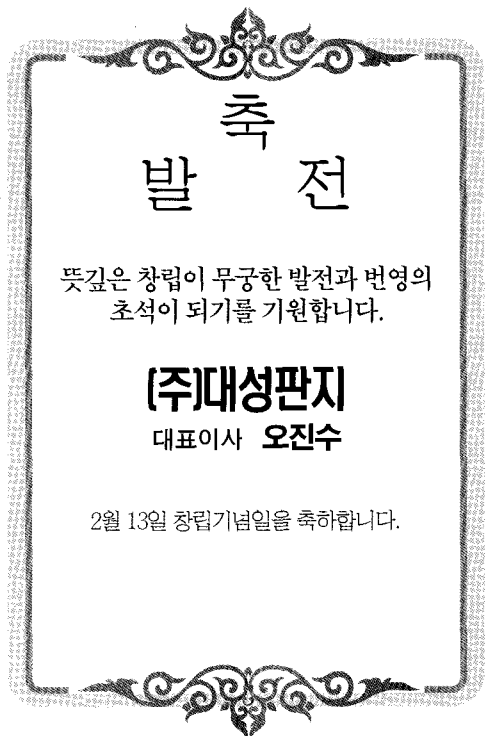 축
발 전
뜻깊은 창립이 무궁한 발전과 번영의
초석이 되기를 기원합니다.
(주)대성판지
대표이사 오진수
2월 13일 창립기념일을 축하합니다.